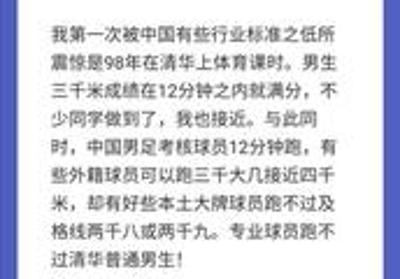 我第一次被中国有些行业标准之低所
震惊是98年在清华上体育课时。男生
三千米成绩在12分钟之内就满分，不
少同学做到了，我也接近。与此同
时，中国男足考核球员12分钟跑，有
些外籍球员可以跑三千大几接近四千
米，却有好些本土大牌球员跑不过及
格线两千八或两千九。专业球员跑不
过清华普通男生！